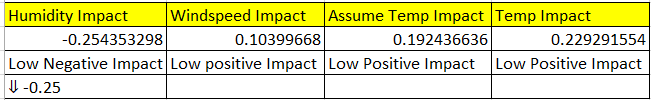 Humidity Impact Windspeed Impact Assume Temp Impact Temp Impact
-0.254353298 0.10399668 0.192436636 0.229291554
Low Negative Impact Low positive Impact Low Positive Impact Low Positive Impact
⇓ -0.25